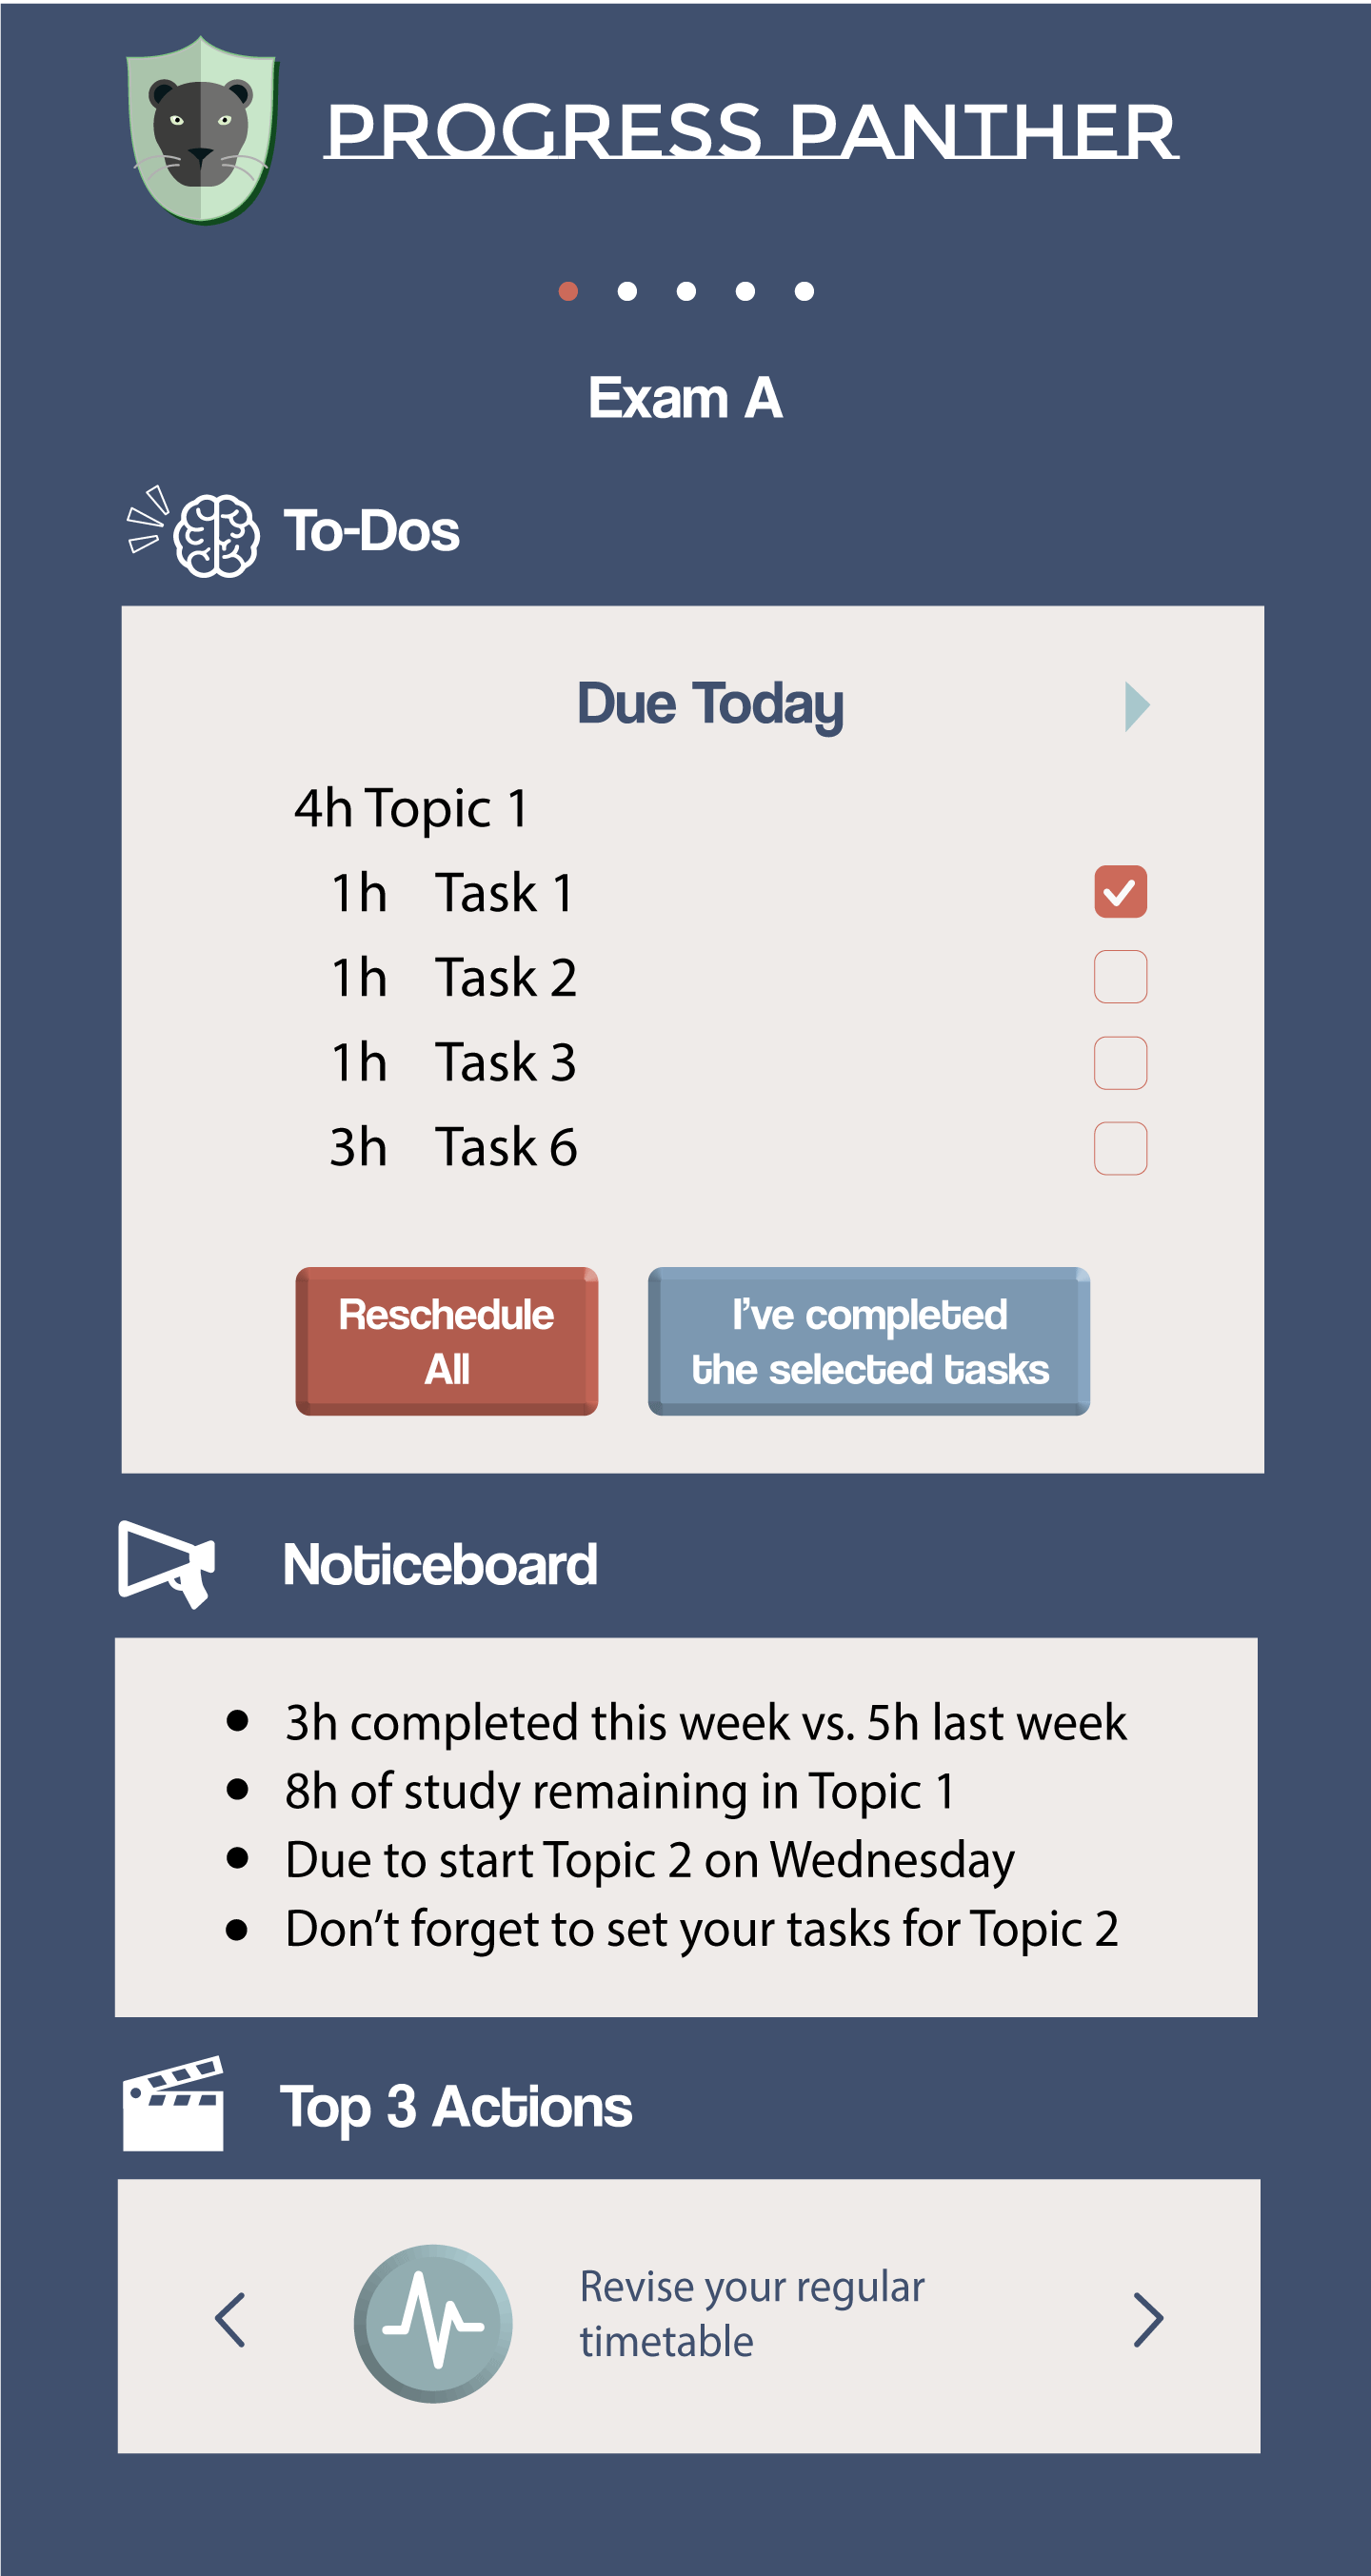 PROGRESS PANTHER
Exam A
To-Dos
Due Today
4h Topic 1
1h Task 1
1h Task 2
1h Task 3
3h Task 6
Reschedule
All
I've completed
the selected tasks
Noticeboard
• 3h completed this week vs. 5h last week
• 8h of study remaining in Topic 1
• Due to start Topic 2 on Wednesday
• Don't forget to set your tasks for Topic 2
Top 3 Actions
Revise your regular
timetable